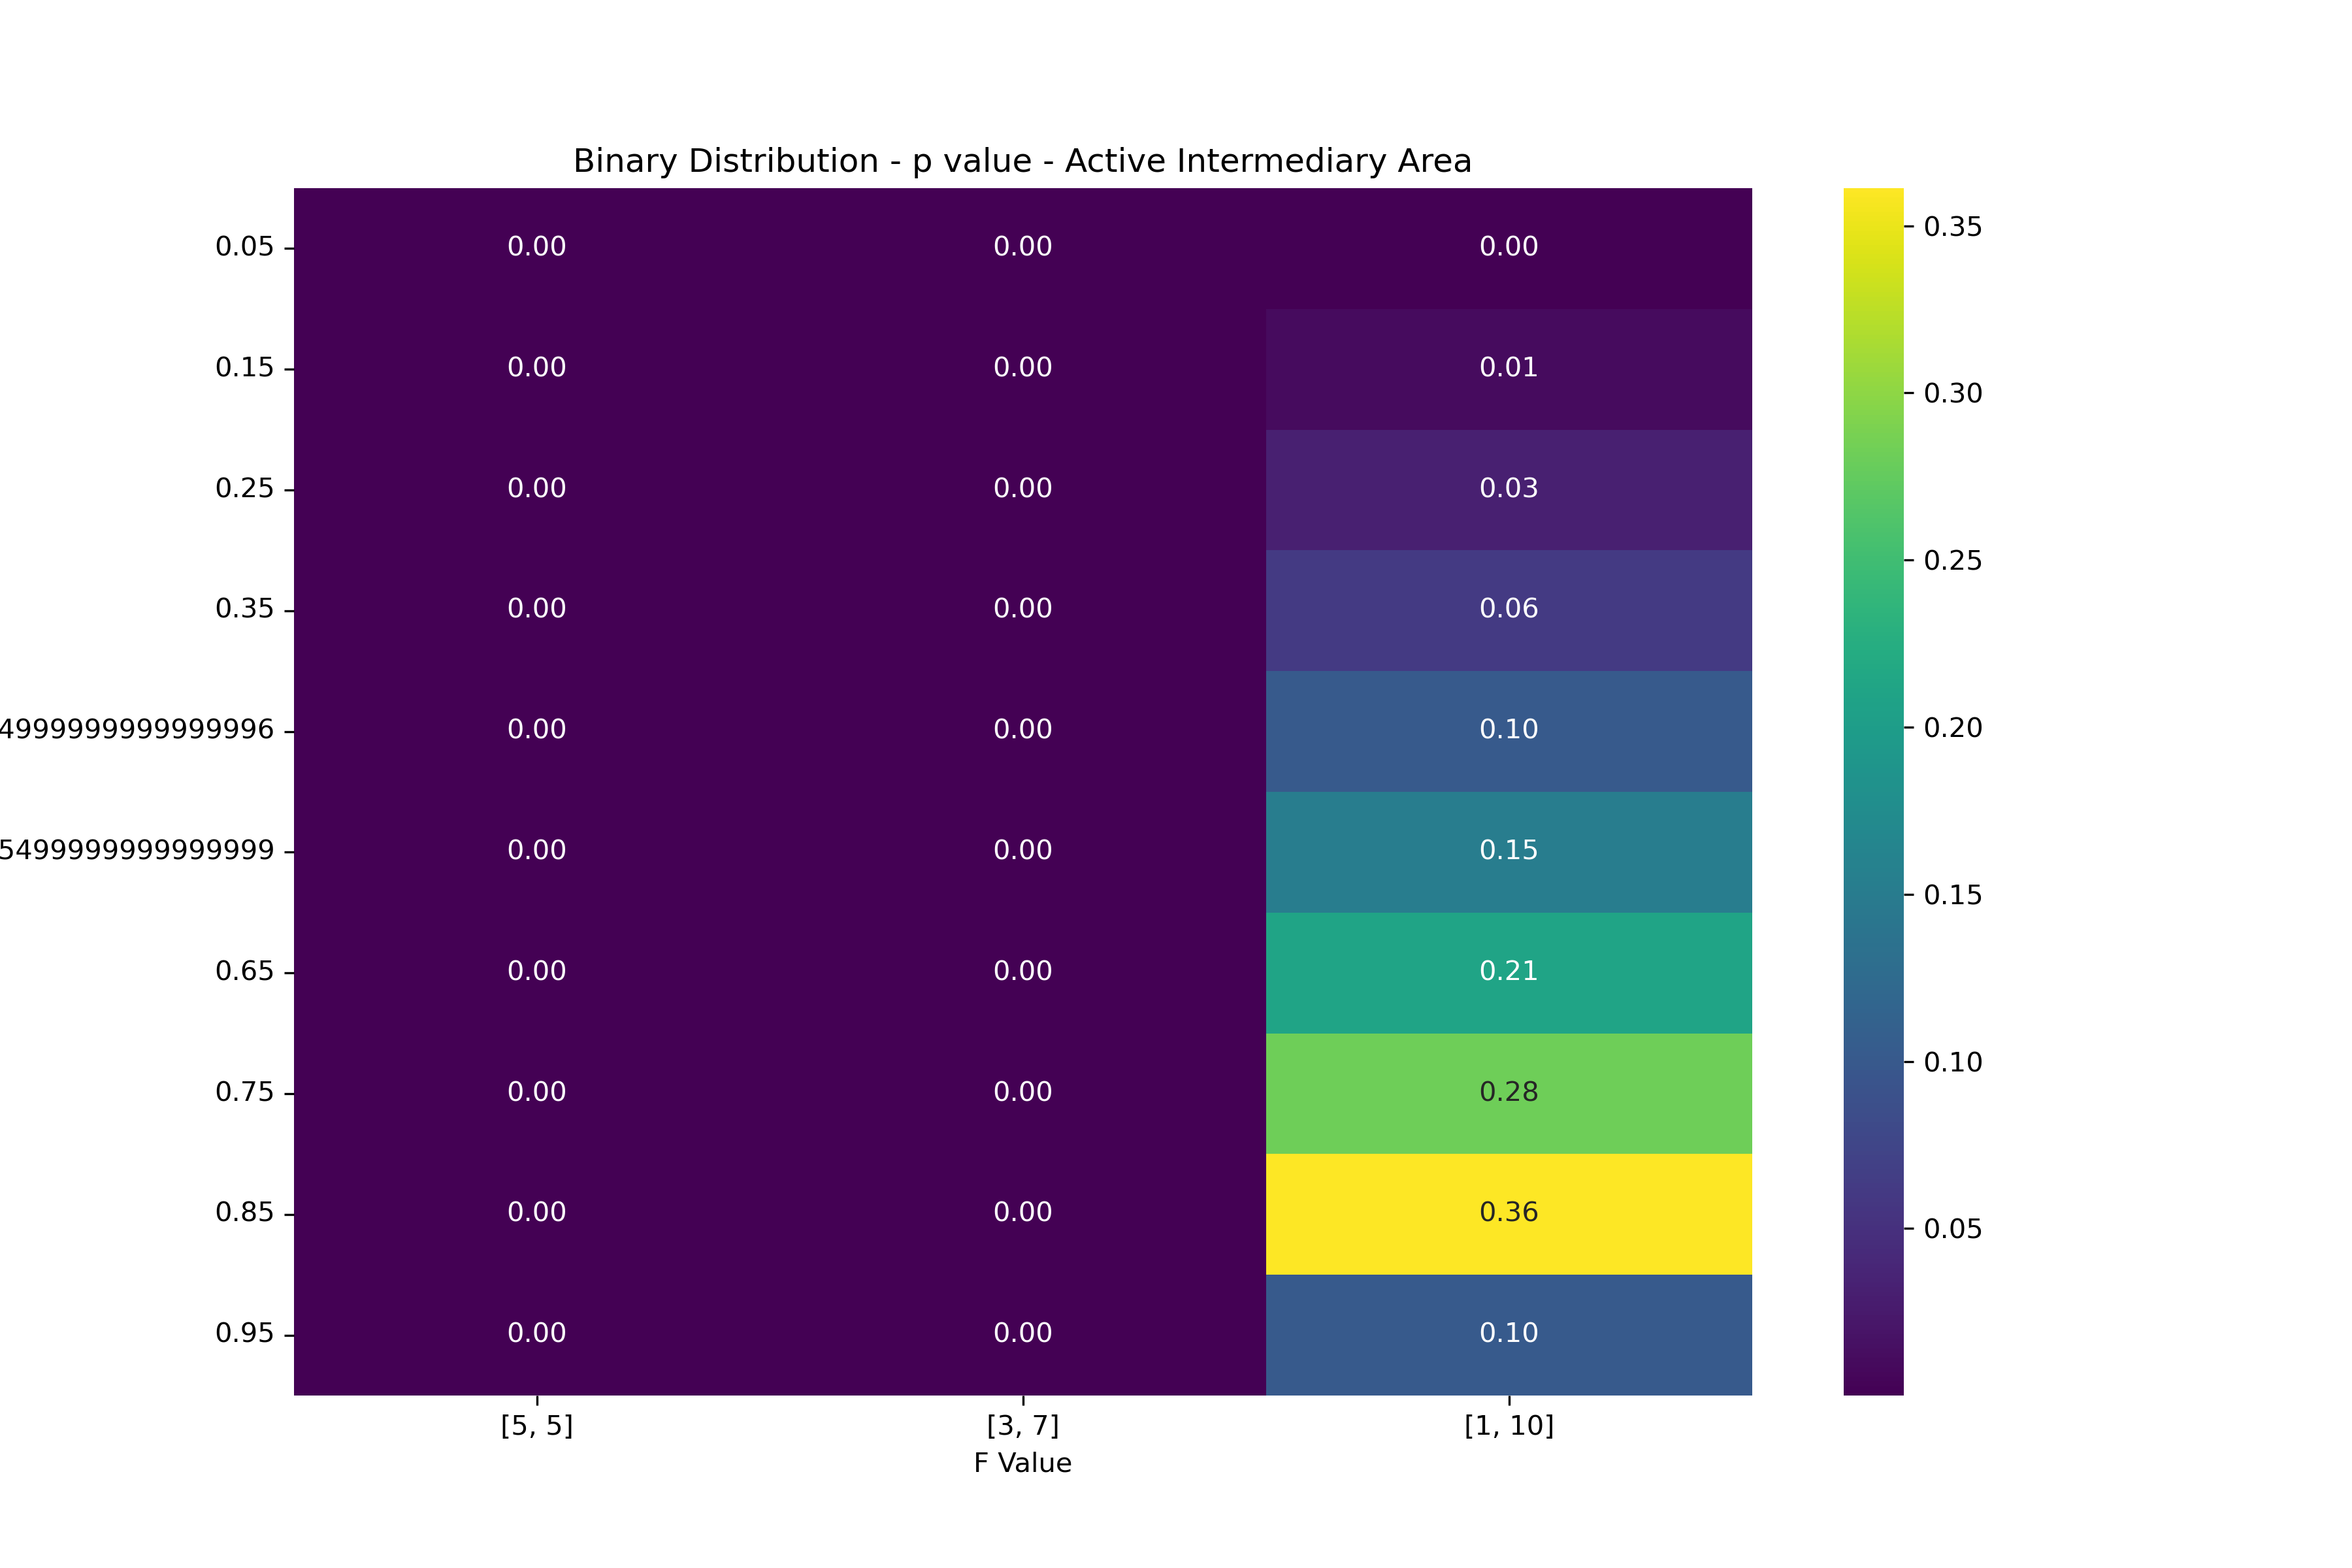 Binary Distribution - p value - Active Intermediary Area
0.05 0.00 0.00 0.00
0.15 0.00 0.00 0.01
0.25 0.00 0.00 0.03
0.35 0.00 0.00 0.06
4999999999999996 0.00 0.00 0.10
5499999999999999 0.00 0.00 0.15
0.65 0.00 0.00 0.21
0.75 0.00 0.00 0.28
0.85 0.00 0.00 0.36
0.95 0.00 0.00 0.10
[5, 5] [3, 7] [1, 10]
F Value
0.35
0.30
0.25
0.20
0.15
0.10
0.05